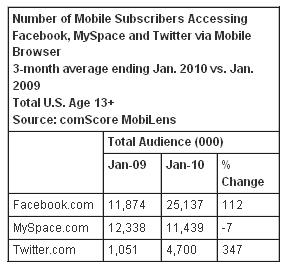 Number of Mobile Subscribers Accessing
Facebook, MySpace and Twitter via Mobile
Browser
3-month average ending Jan. 2010 vs. Jan.
2009
Total U.S. Age 13+
Source: comScore MobiLens
Total Audience (000)
Jan-09 Jan-10 %
Change
Facebook.com 11,874 25,137 112
MySpace.com 12,338 11,439 -7
Twitter.com 1,051 4,700 347